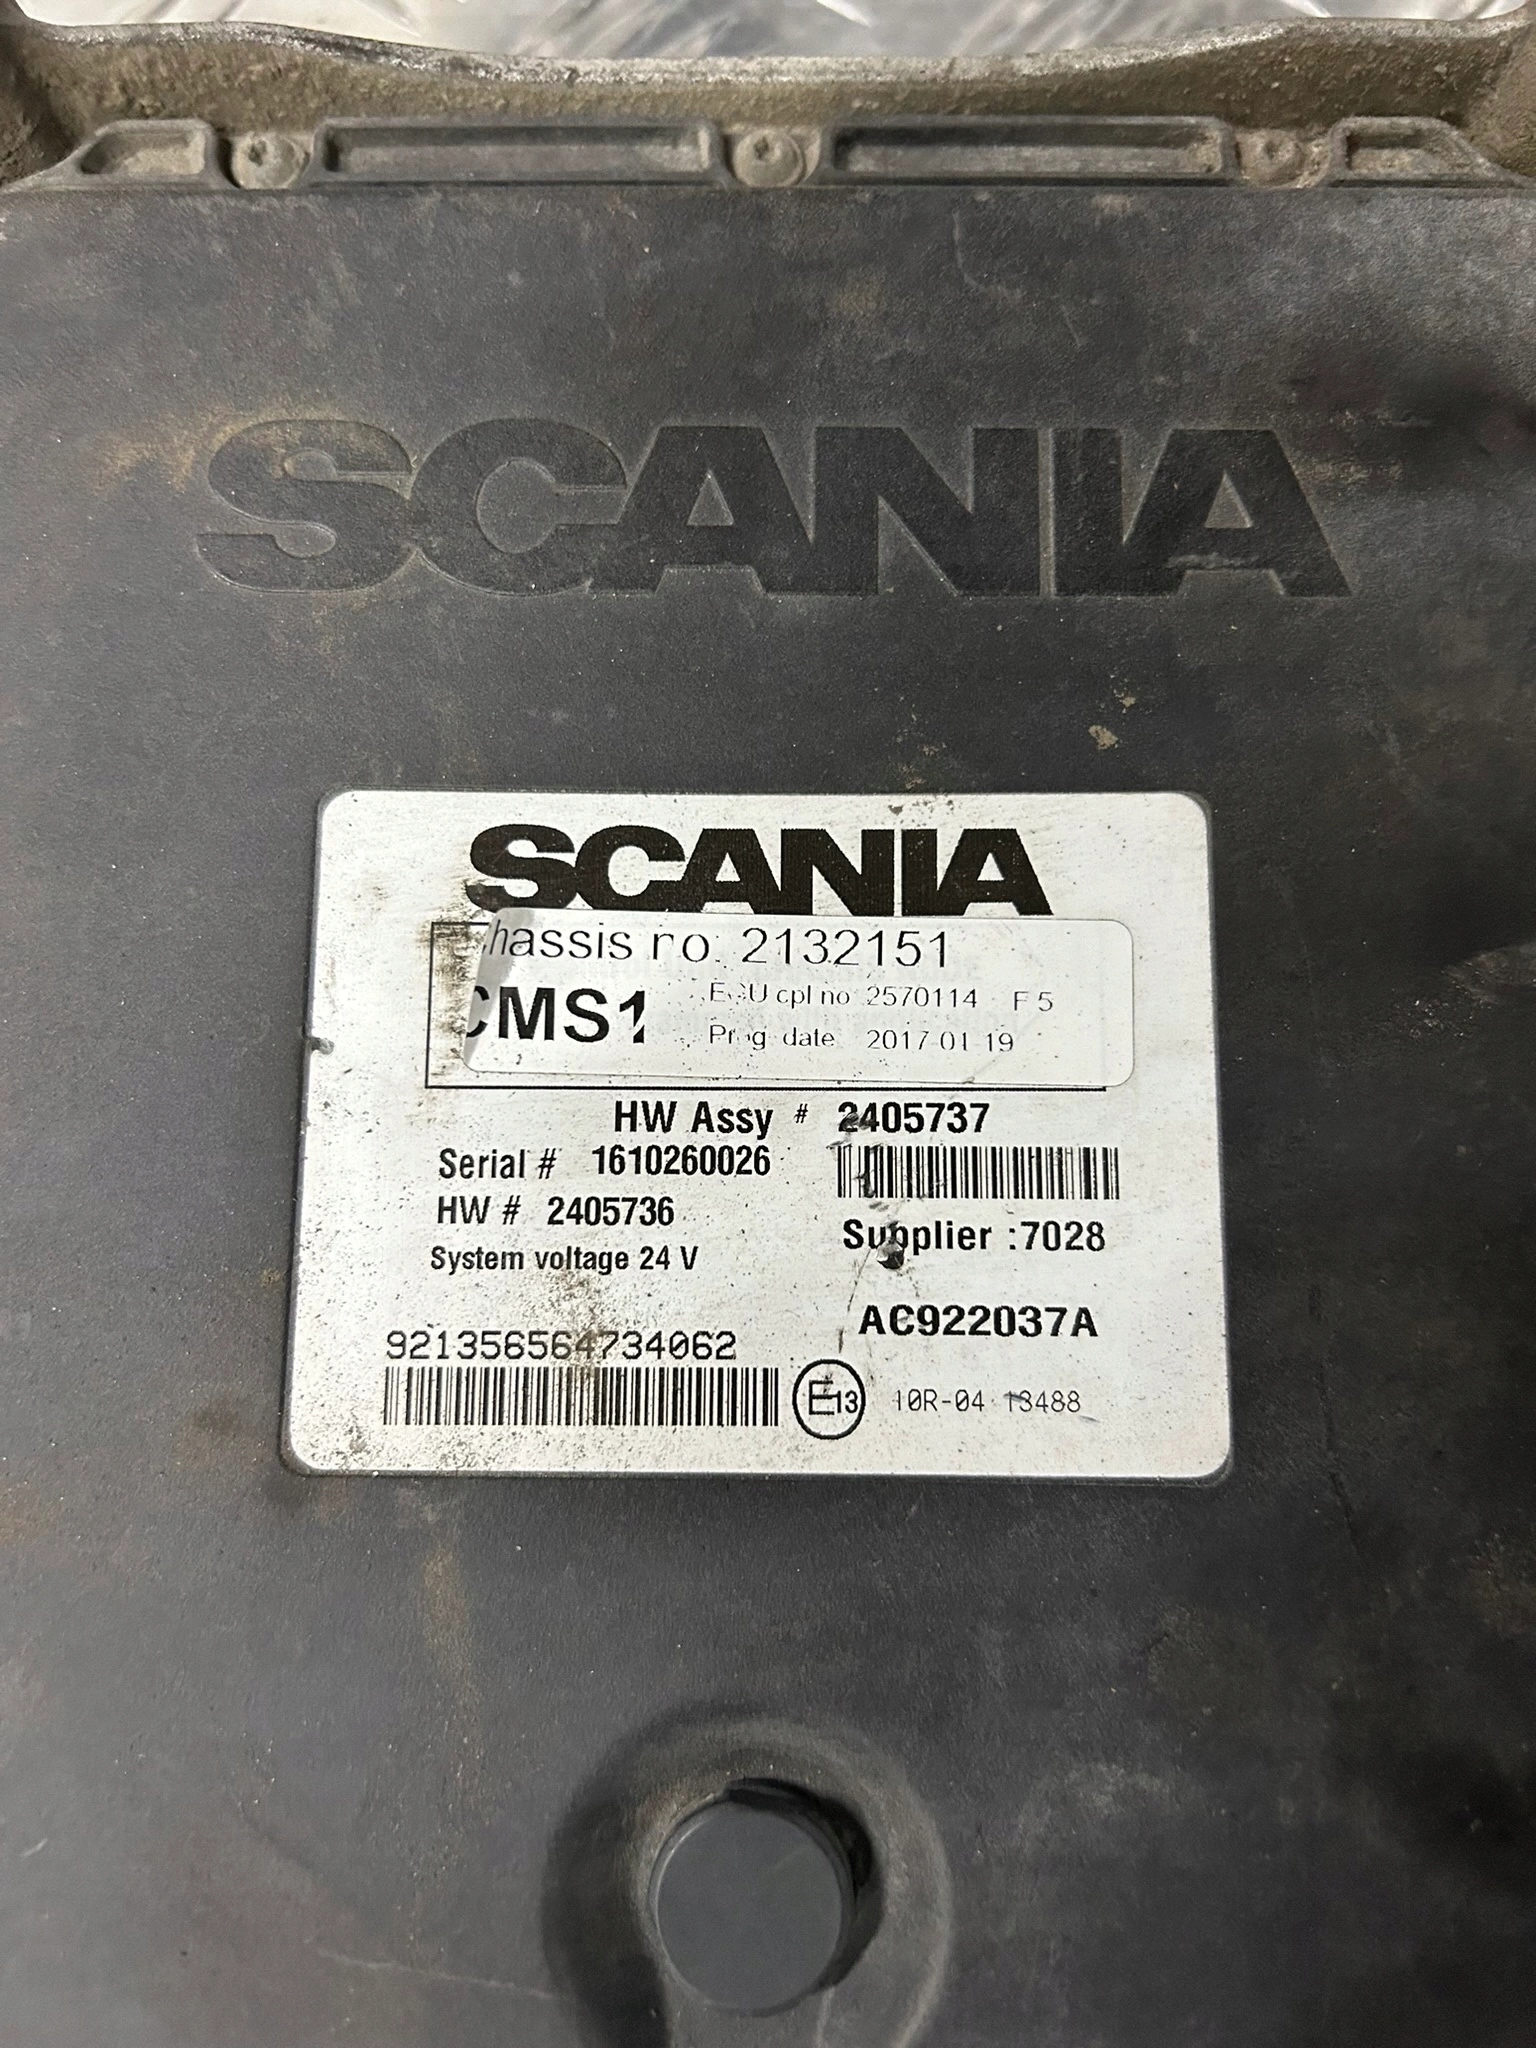 SCANIA
SCANIA
hassis no. 2132151
CMS1
ECU cpl no 2570114 F 5
Prog date 2017-01-19
HW Assy # 2405737
Serial # 1610260026
HW # 2405736
Supplier :7028
System voltage 24 V
AC922037A
921356564734062
E13
10R-04 13488